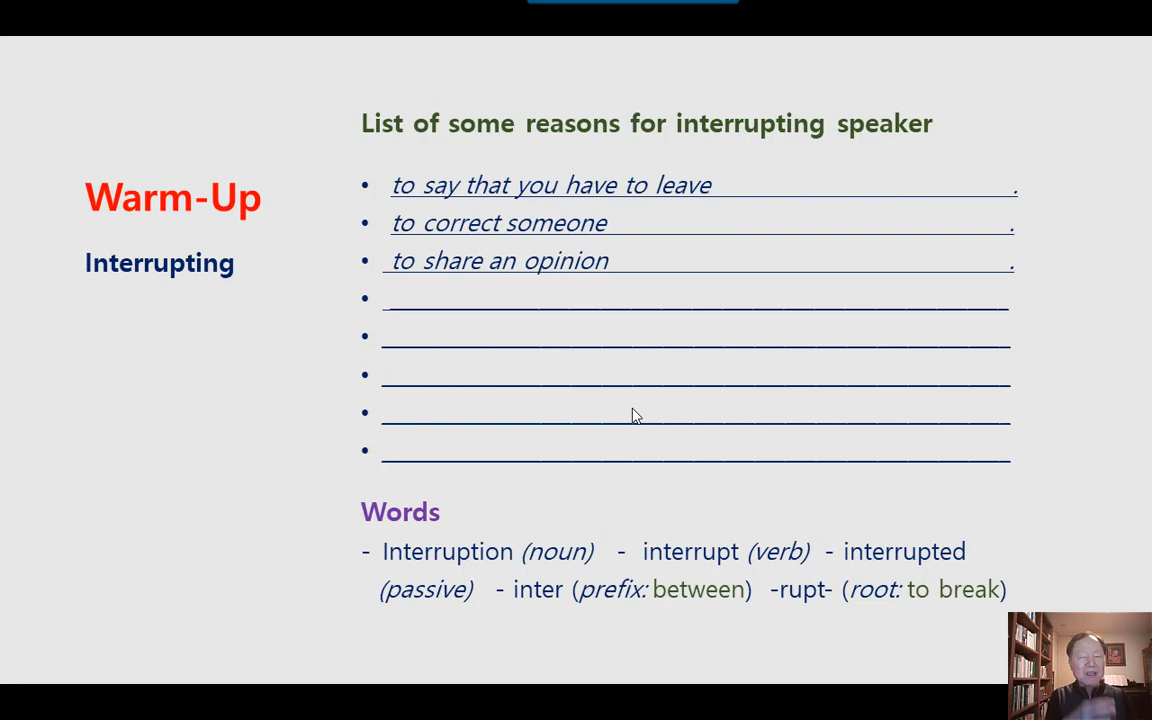 List of some reasons for interrupting speaker
Warm-Up
Interrupting
• to say that you have to leave .
• to correct someone .
• to share an opinion .
•
•
•
•
•
Words
- Interruption (noun) - interrupt (verb) - interrupted
(passive) - inter (prefix: between) -rupt- (root: to break)